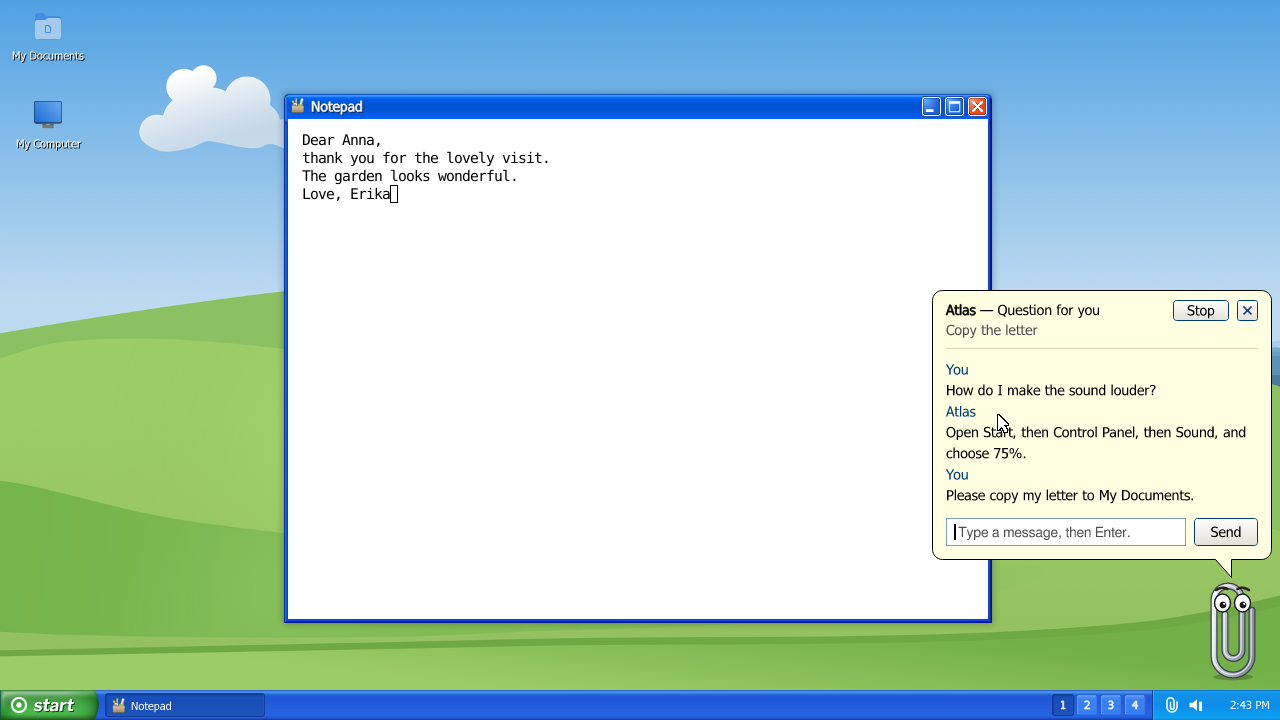 My Documents
My Computer
Notepad
Dear Anna,
thank you for the lovely visit.
The garden looks wonderful.
Love, Erika
Atlas — Question for you
Stop
Copy the letter
You
How do I make the sound louder?
Atlas
Open Start, then Control Panel, then Sound, and
choose 75%.
You
Please copy my letter to My Documents.
Type a message, then Enter.
Send
start
Notepad
1 2 3 4
2:43 PM